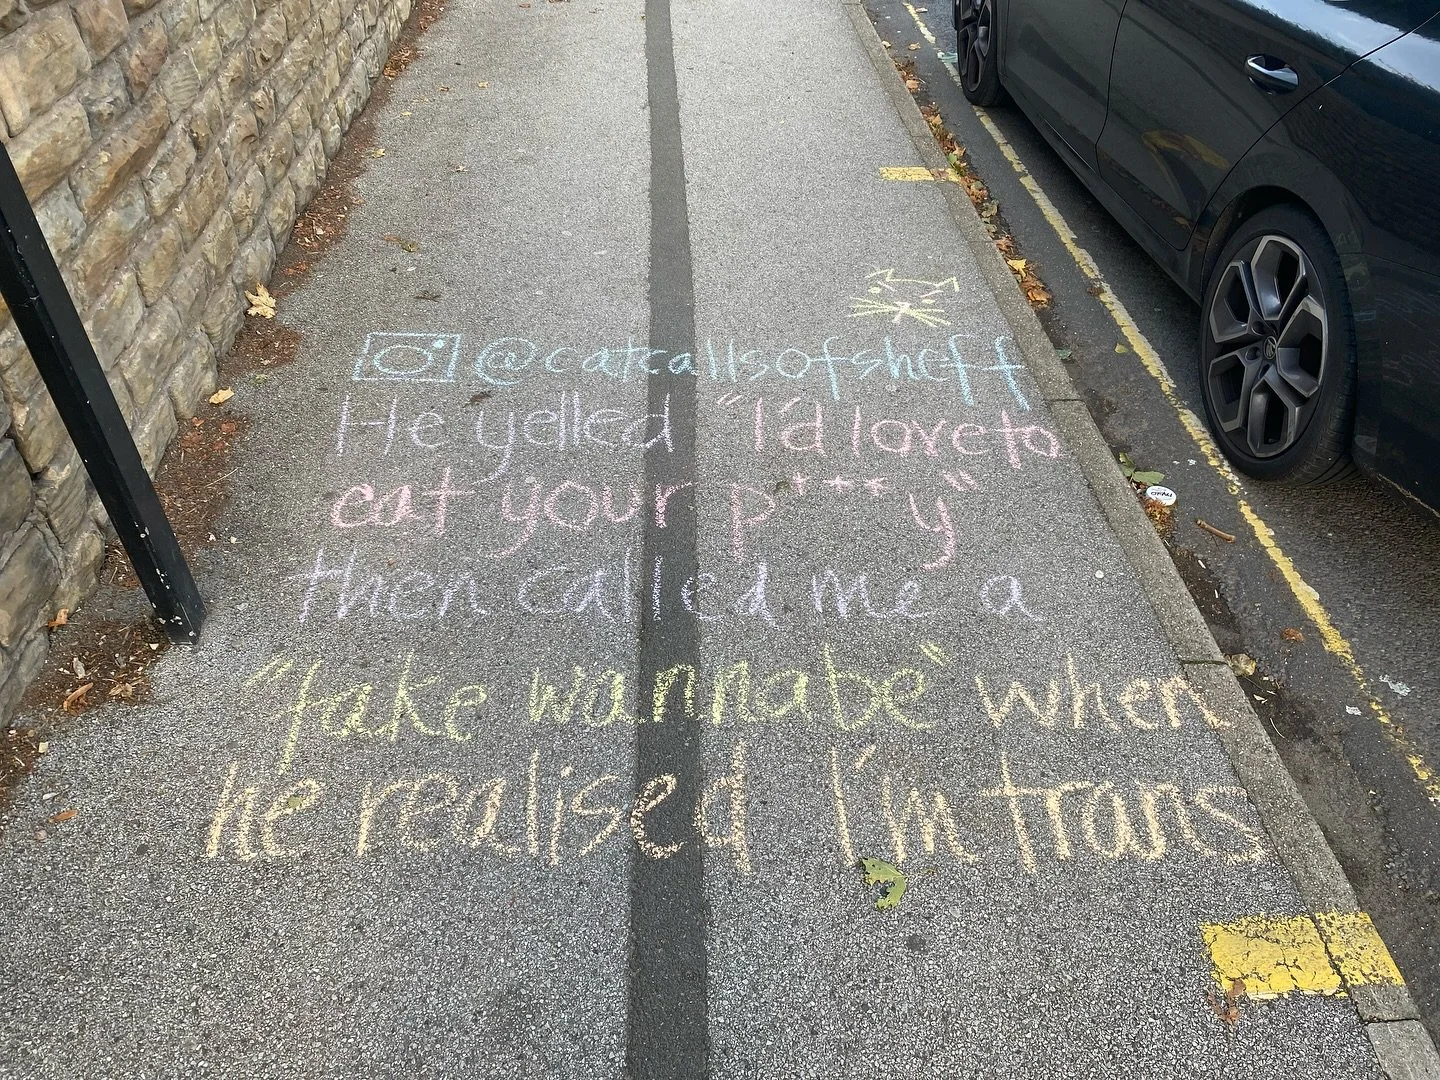 @catcallsofsheff
He yelled "I'd love to
eat your p***y"
then called me a
"fake wannabe" when
he realised I'm trans